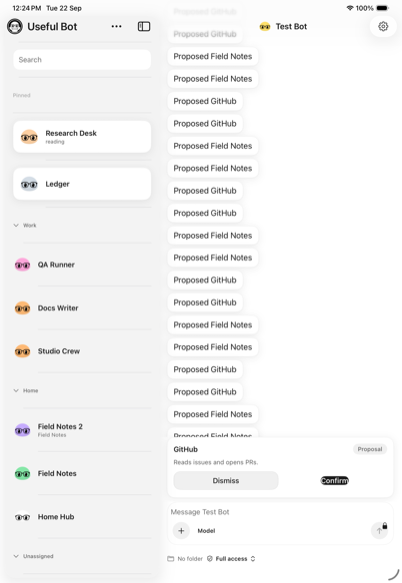 12:24 PM Tue 22 Sep
100%
Useful Bot
Search
Pinned
Research Desk
reading
Ledger
Work
QA Runner
Docs Writer
Studio Crew
Home
Field Notes 2
Field Notes
Field Notes
Home Hub
Unassigned
Test Bot
Proposed GitHub
Proposed GitHub
Proposed Field Notes
Proposed Field Notes
Proposed GitHub
Proposed GitHub
Proposed Field Notes
Proposed Field Notes
Proposed GitHub
Proposed GitHub
Proposed Field Notes
Proposed Field Notes
Proposed GitHub
Proposed GitHub
Proposed Field Notes
Proposed Field Notes
Proposed GitHub
Proposed GitHub
Proposed Field Notes
Proposed Field Notes
GitHub
Proposal
Reads issues and opens PRs.
Dismiss
Confirm
Message Test Bot
Model
No folder
Full access